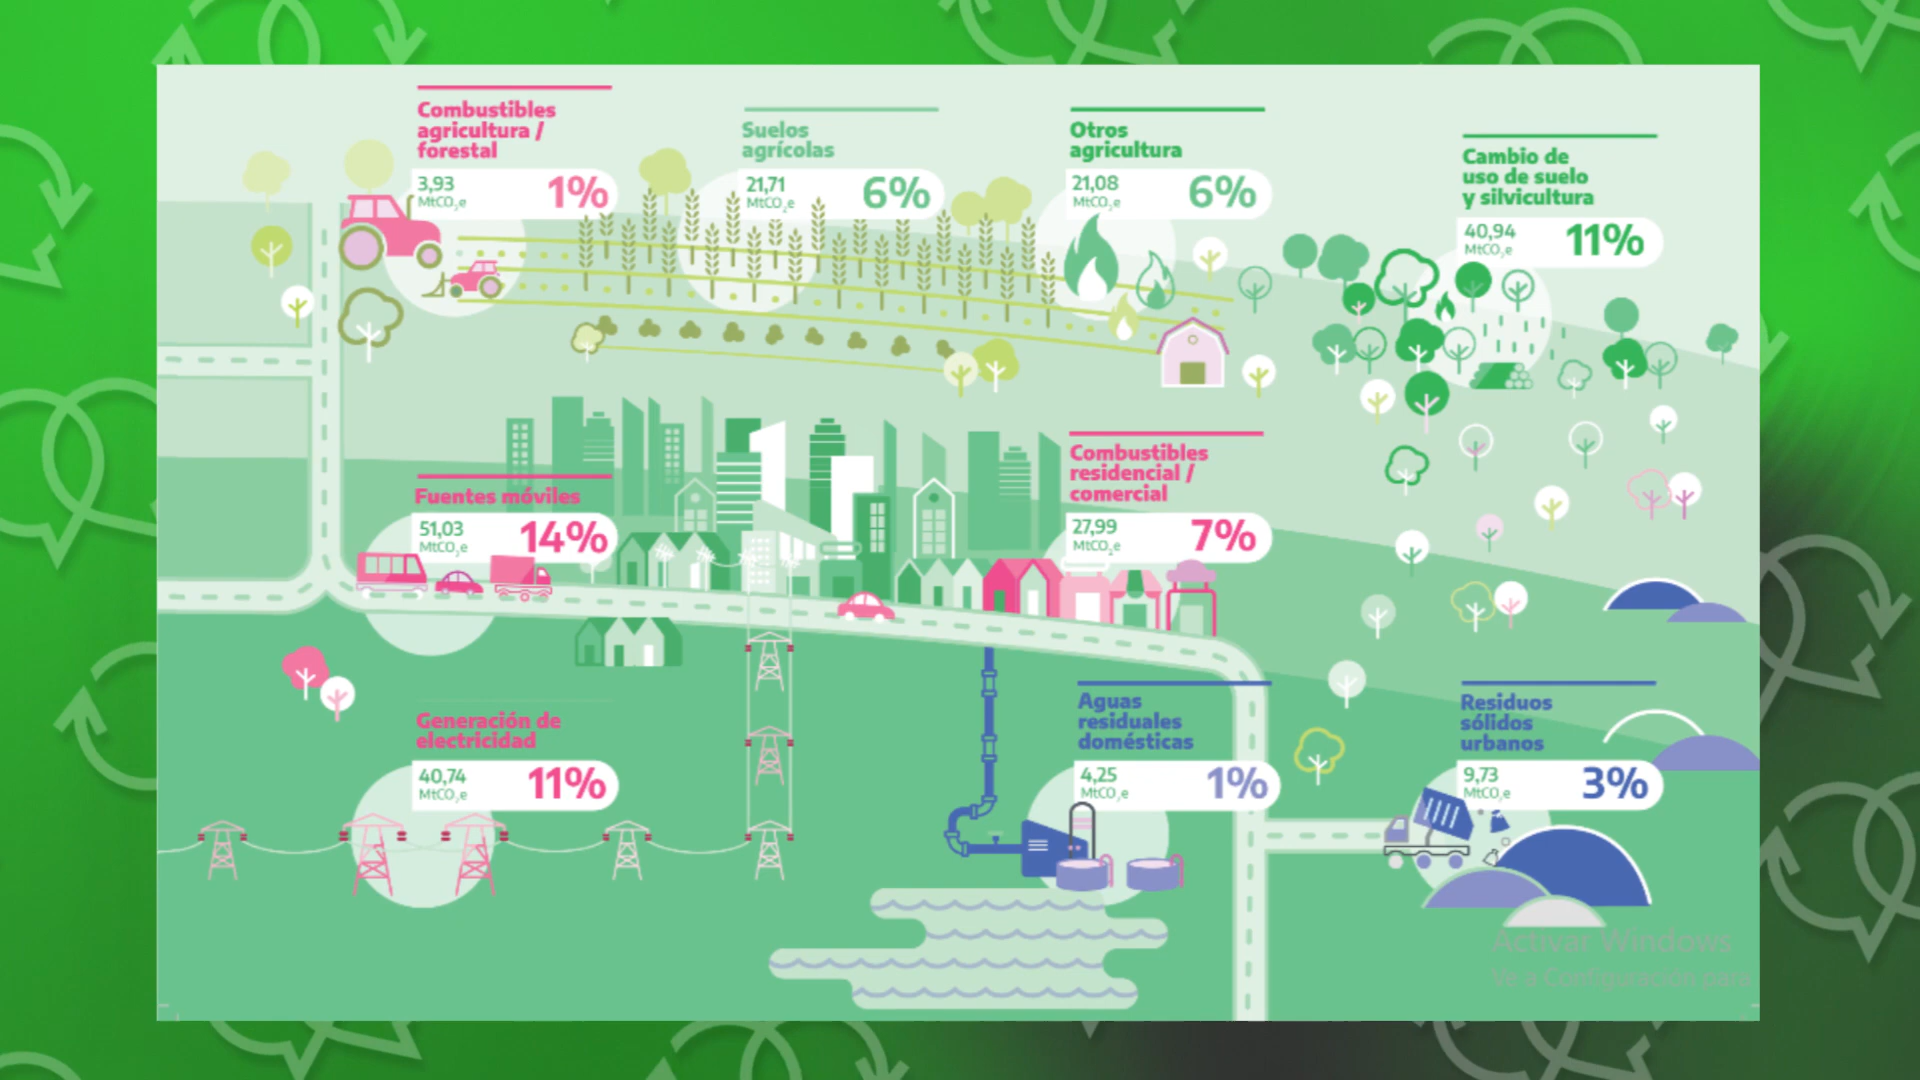 Combustibles
agricultura /
forestal
3,93
MtCO₂e
1%
Suelos
agrícolas
21,71
MtCO₂e
6%
Otros
agricultura
21,08
MtCO₂e
6%
Cambio de
uso de suelo
y silvicultura
40,94
MtCO₂e
11%
Fuentes móviles
51,03
MtCO₂e
14%
Combustibles
residencial /
comercial
27,99
MtCO₂e
7%
Generación de
electricidad
40,74
MtCO₂e
11%
Aguas
residuales
domésticas
4,25
MtCO₂e
1%
Residuos
sólidos
urbanos
9,73
MtCO₂e
3%
Activar Windows
Ve a Configuración para